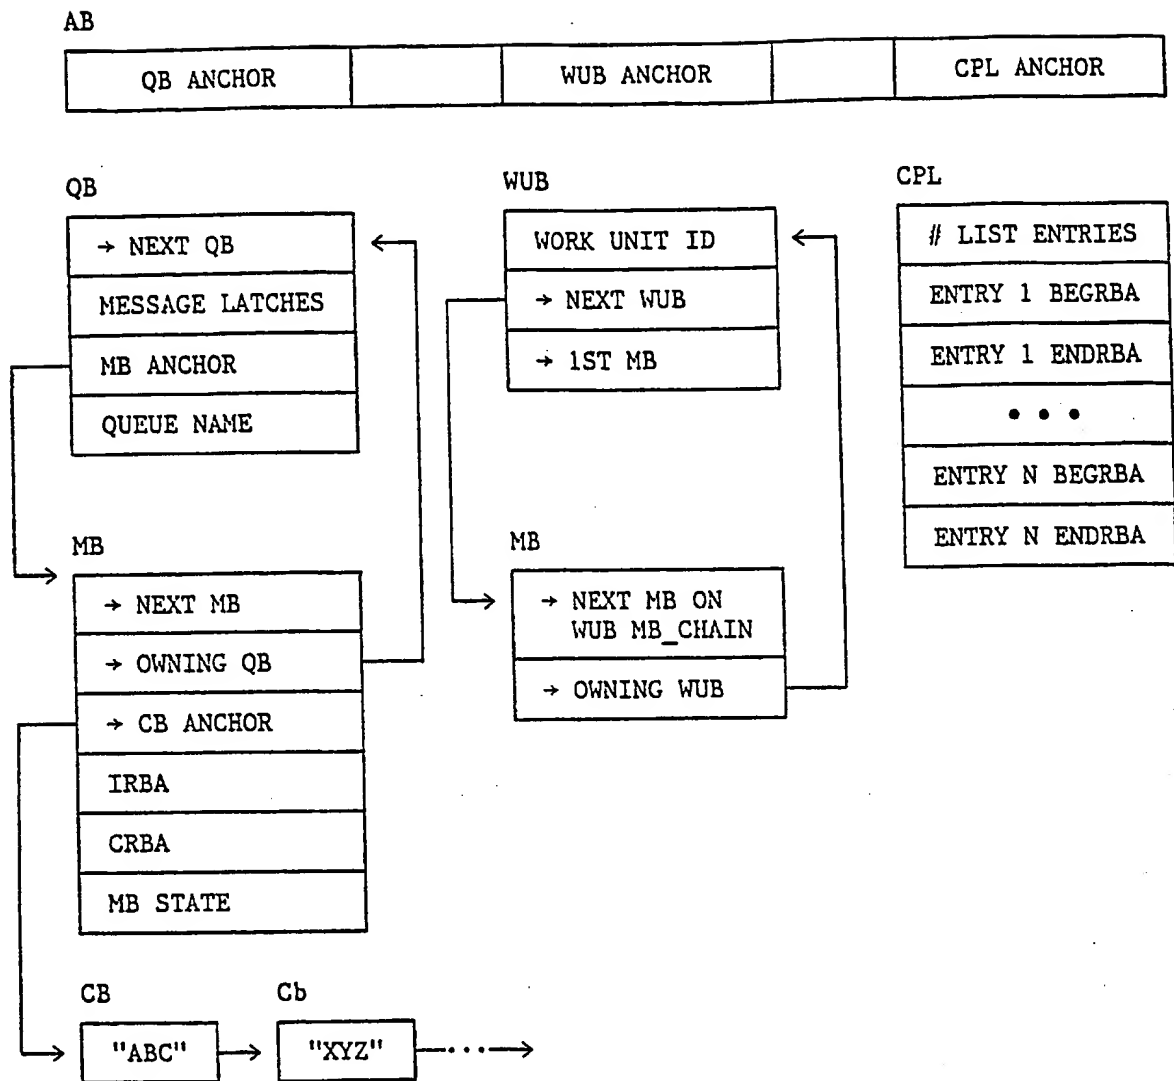 AB
QB ANCHOR
WUB ANCHOR
CPL ANCHOR
QB
→ NEXT QB
MESSAGE LATCHES
MB ANCHOR
QUEUE NAME
WUB
WORK UNIT ID
→ NEXT WUB
→ 1ST MB
CPL
# LIST ENTRIES
ENTRY 1 BEGRBA
ENTRY 1 ENDRBA
• • •
ENTRY N BEGRBA
ENTRY N ENDRBA
MB
→ NEXT MB
→ OWNING QB
→ CB ANCHOR
IRBA
CRBA
MB STATE
MB
→ NEXT MB ON
WUB MB_CHAIN
→ OWNING WUB
CB
"ABC"
Cb
"XYZ"